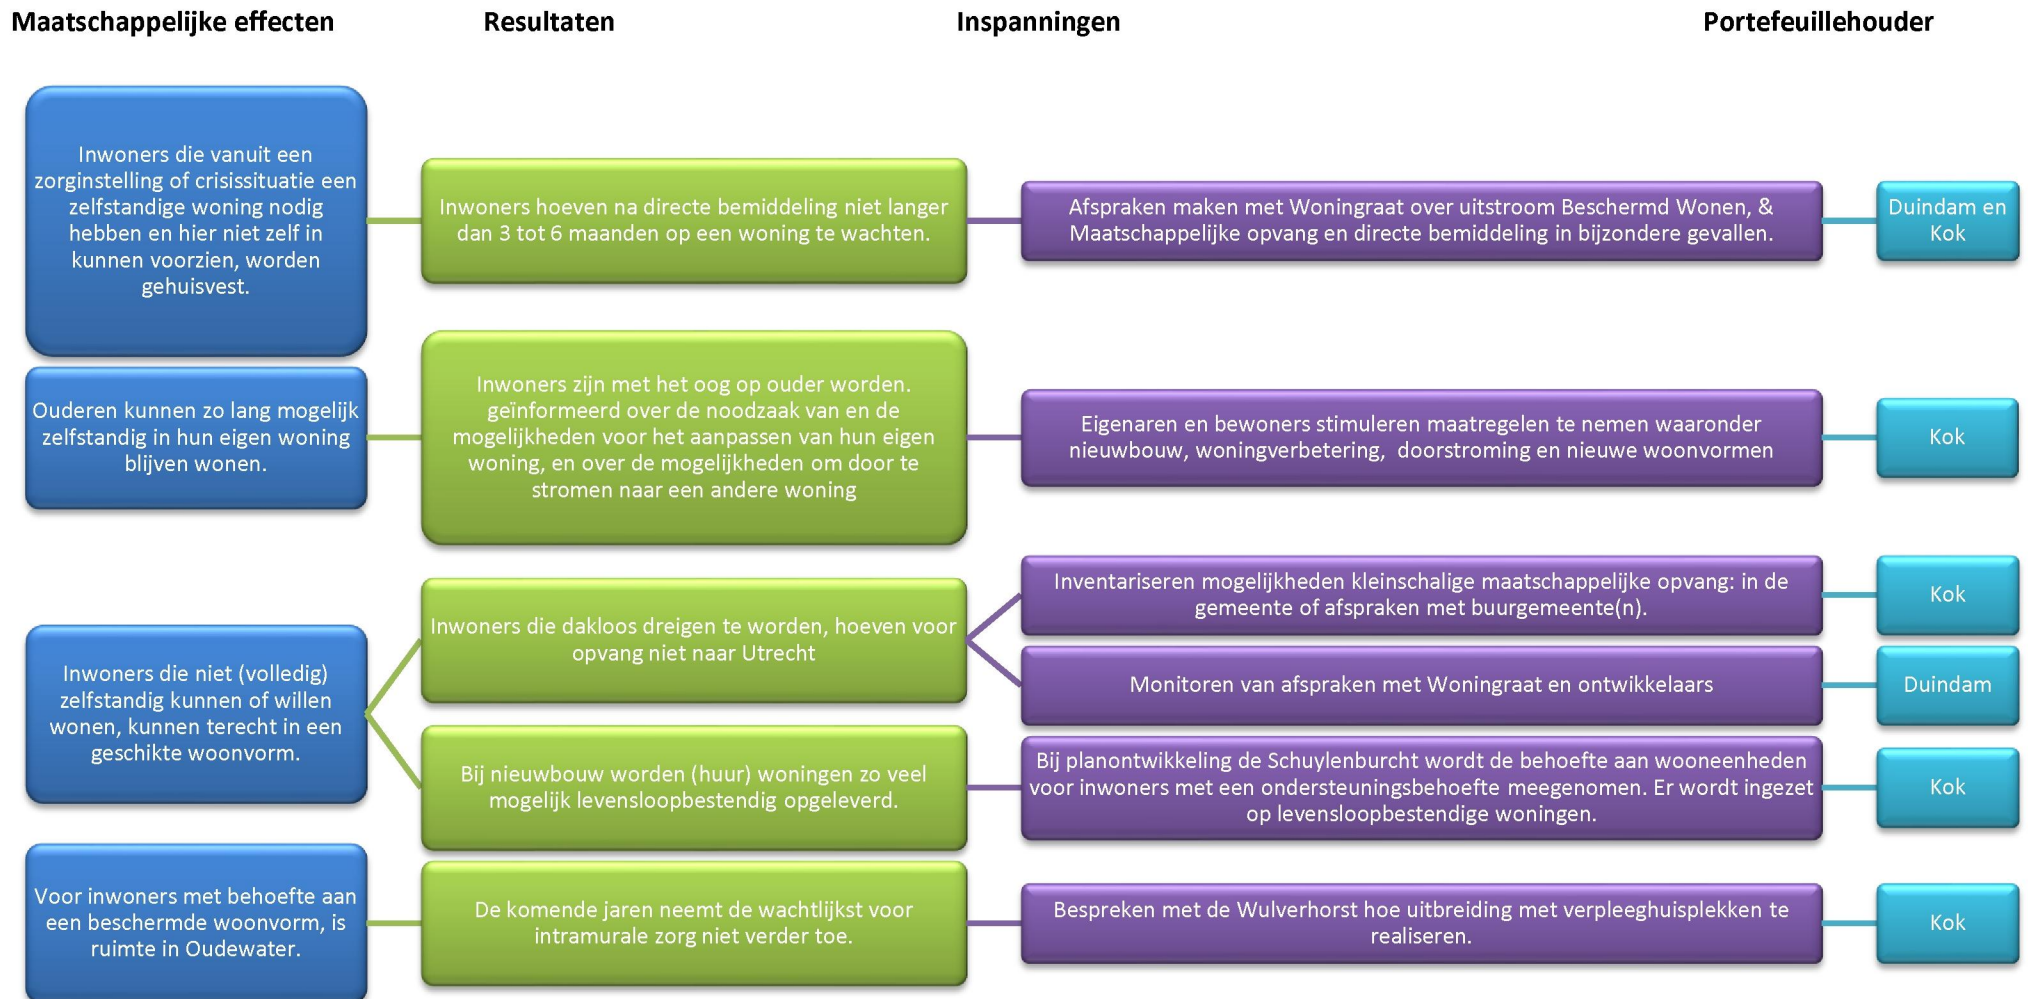 Maatschappelijke effecten
Resultaten
Inspanningen
Portefeuillehouder
Inwoners die vanuit een
zorginstelling of crisissituatie een
zelfstandige woning nodig
hebben en hier niet zelf in
kunnen voorzien, worden
gehuisvest.
Inwoners hoeven na directe bemiddeling niet langer
dan 3 tot 6 maanden op een woning te wachten.
Afspraken maken met Woningraat over uitstroom Beschermd Wonen, &
Maatschappelijke opvang en directe bemiddeling in bijzondere gevallen.
Duindam en
Kok
Ouderen kunnen zo lang mogelijk
zelfstandig in hun eigen woning
blijven wonen.
Inwoners zijn met het oog op ouder worden.
geïnformeerd over de noodzaak van en de
mogelijkheden voor het aanpassen van hun eigen
woning, en over de mogelijkheden om door te
stromen naar een andere woning
Eigenaren en bewoners stimuleren maatregelen te nemen waaronder
nieuwbouw, woningverbetering,  doorstroming en nieuwe woonvormen
Kok
Inwoners die niet (volledig)
zelfstandig kunnen of willen
wonen, kunnen terecht in een
geschikte woonvorm.
Inwoners die dakloos dreigen te worden, hoeven voor
opvang niet naar Utrecht
Inventariseren mogelijkheden kleinschalige maatschappelijke opvang: in de
gemeente of afspraken met buurgemeente(n).
Kok
Monitoren van afspraken met Woningraat en ontwikkelaars
Duindam
Bij nieuwbouw worden (huur) woningen zo veel
mogelijk levensloopbestendig opgeleverd.
Bij planontwikkeling de Schuylenburcht wordt de behoefte aan wooneenheden
voor inwoners met een ondersteuningsbehoefte meegenomen. Er wordt ingezet
op levensloopbestendige woningen.
Kok
Voor inwoners met behoefte aan
een beschermde woonvorm, is
ruimte in Oudewater.
De komende jaren neemt de wachtlijkst voor
intramurale zorg niet verder toe.
Bespreken met de Wulverhorst hoe uitbreiding met verpleeghuisplekken te
realiseren.
Kok